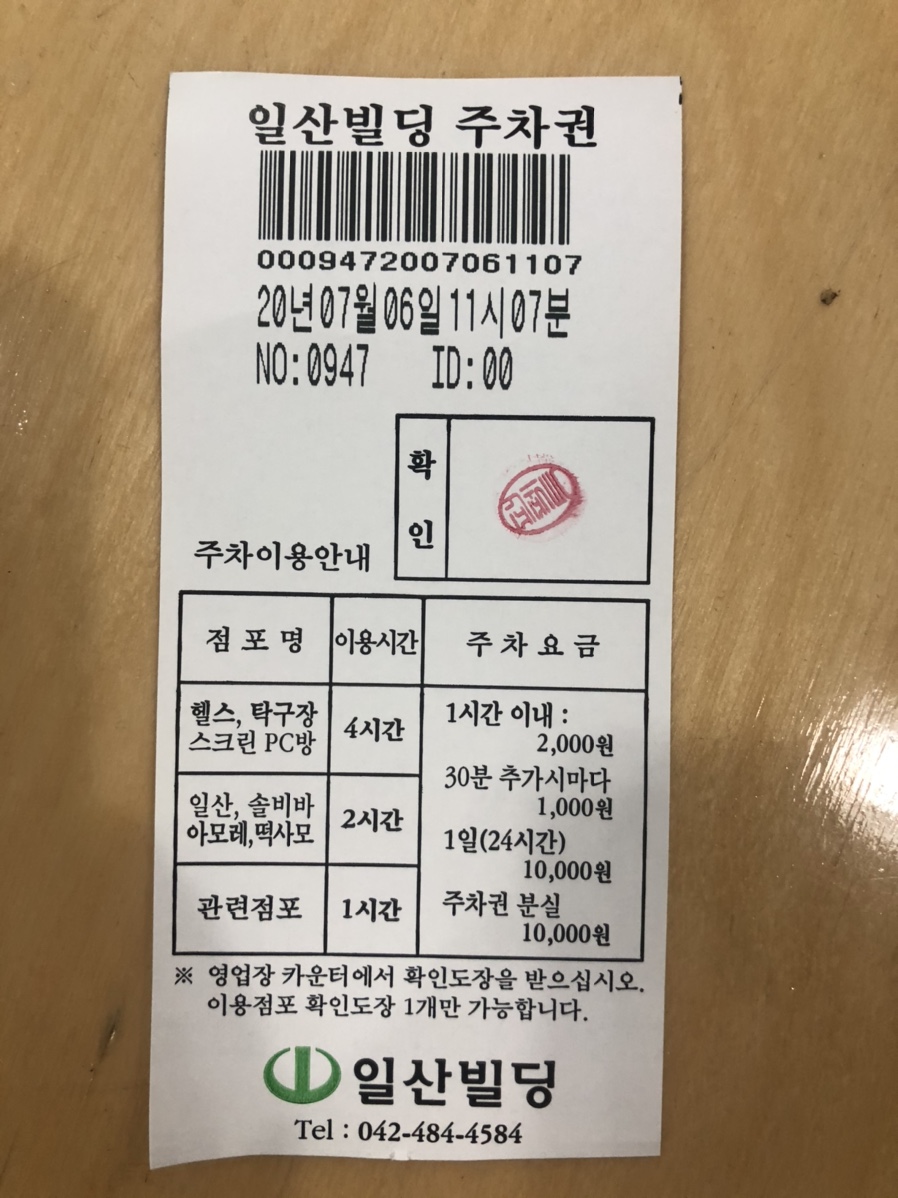 일산빌딩 주차권
0009472007061107
20년07월06일11시07분
NO:0947 ID:00
확인
주차이용안내
점포명 이용시간 주차요금
헬스, 탁구장
스크린 PC방
4시간
일산, 솔비바
아모레,떡사모
2시간
관련점포
1시간
1시간 이내 :
2,000원
30분 추가시마다
1,000원
1일(24시간)
10,000원
주차권 분실
10,000원
※ 영업장 카운터에서 확인도장을 받으십시오.
이용점포 확인도장 1개만 가능합니다.
일산빌딩
Tel : 042-484-4584